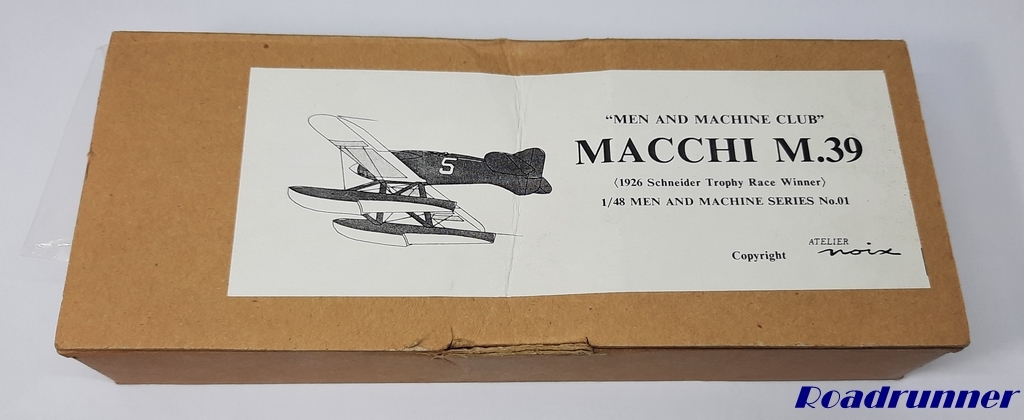 "MEN AND MACHINE CLUB"
MACCHI M.39
(1926 Schneider Trophy Race Winner)
1/48 MEN AND MACHINE SERIES No.01
Copyright ATELIER noix
S
Roadrunner